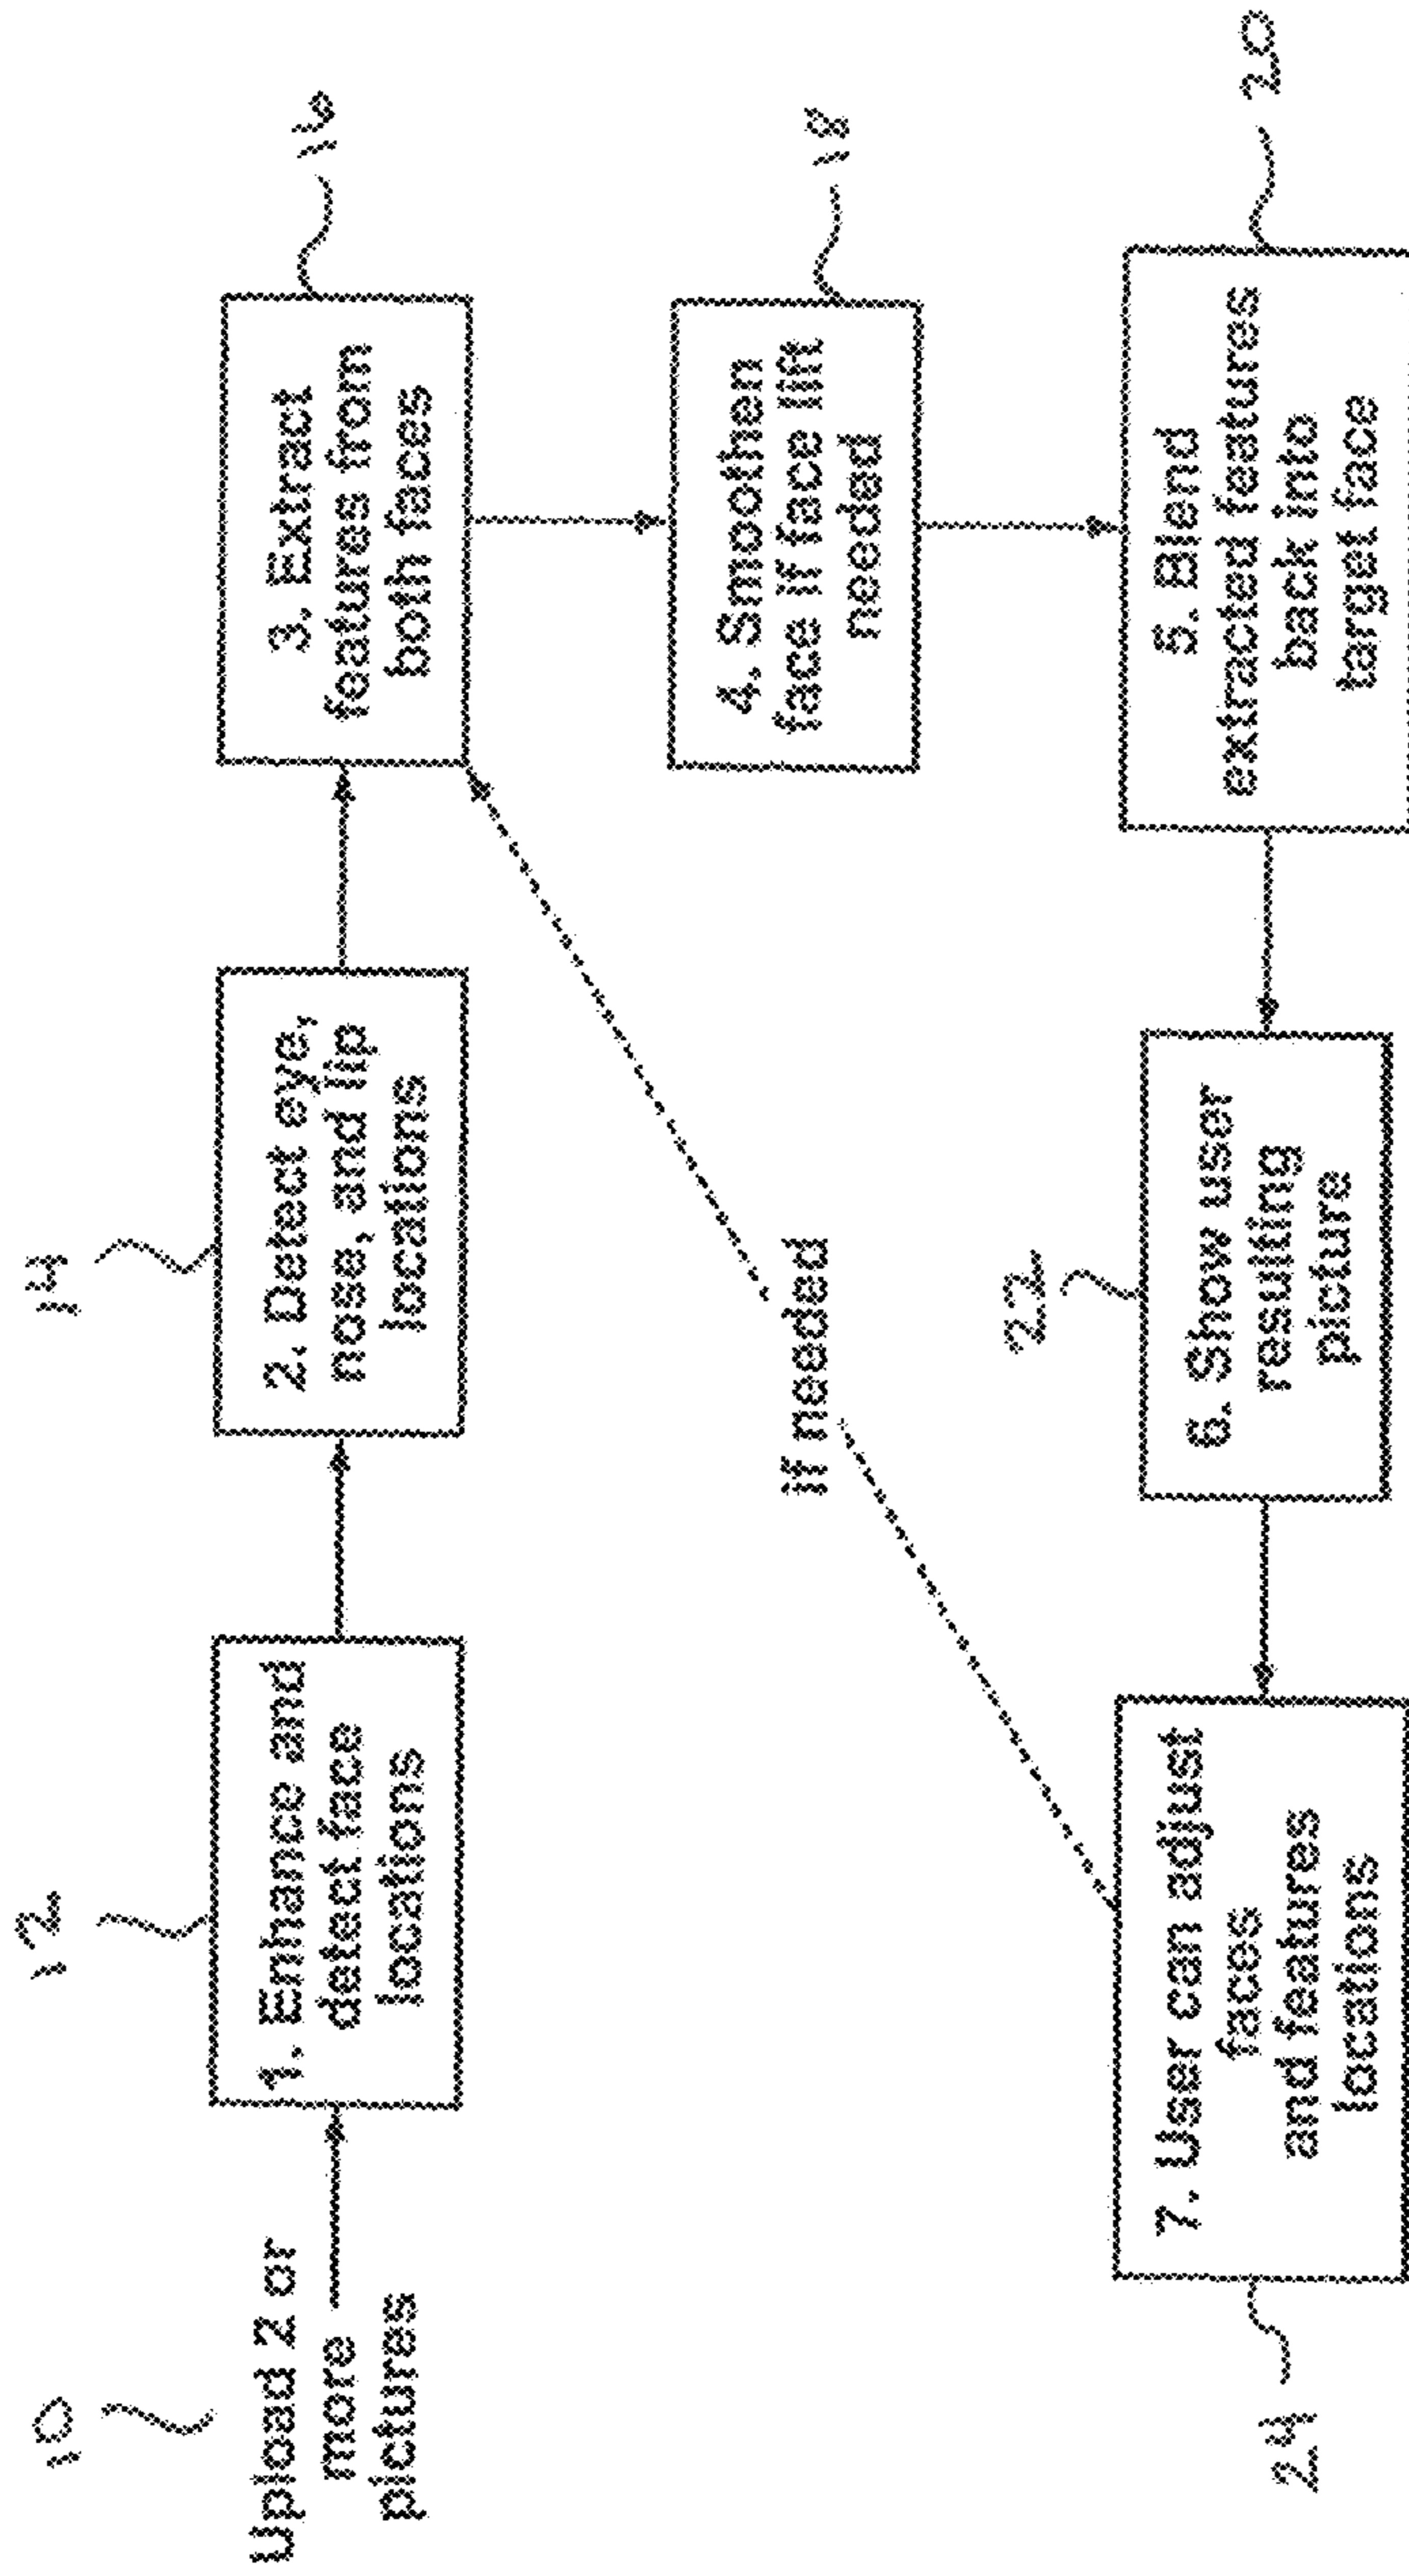 10
Upload 2 or
more
pictures
12
1. Enhance and
detect face
locations
14
2. Detect eye,
nose, and lip
locations
16
3. Extract
features from
both faces
18
4. Smoothen
face if face lift
needed
20
5. Blend
extracted features
back into
target face
22
6. Show user
resulting
picture
24
7. User can adjust
faces
and features
locations
if needed